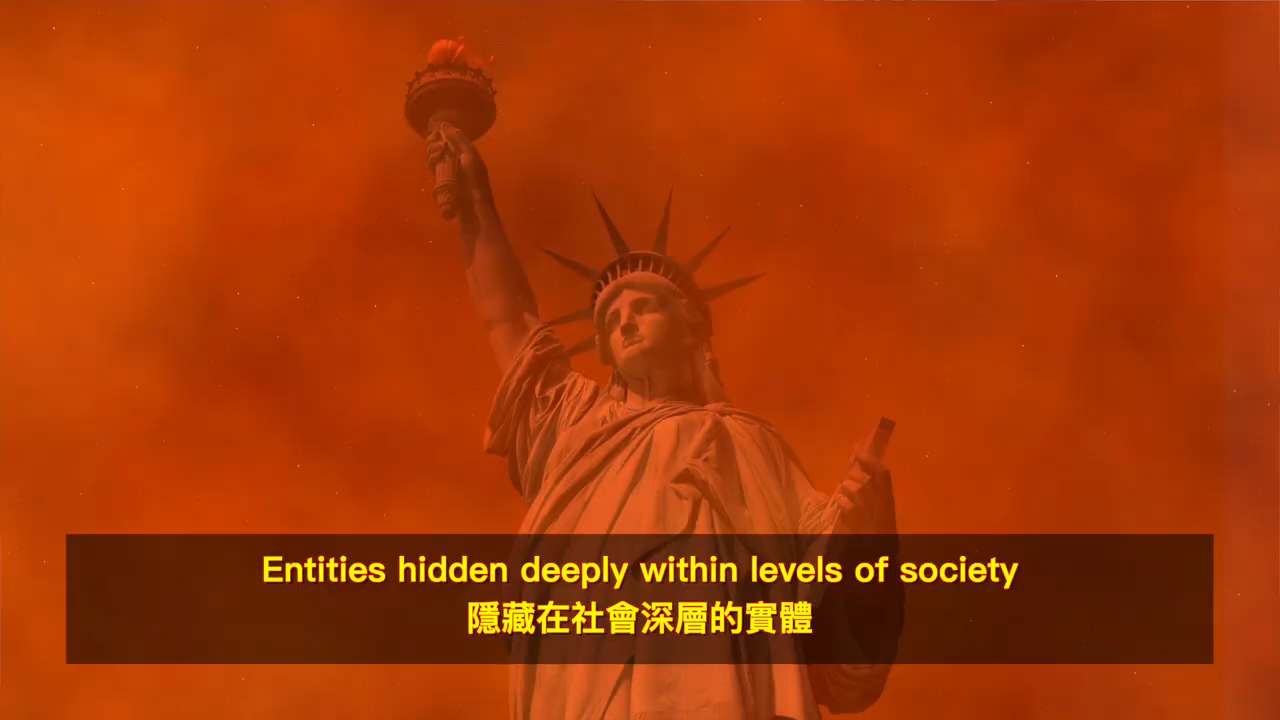 Entities hidden deeply within levels of society
隱藏在社會深層的實體